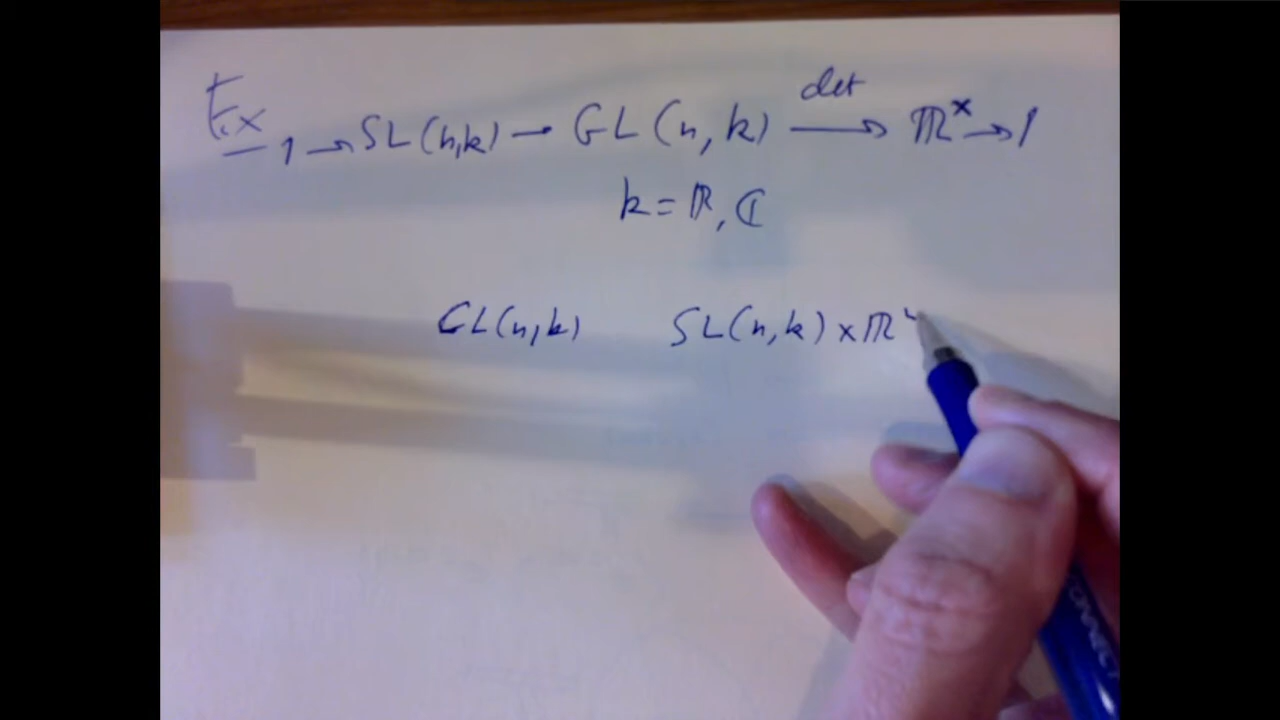 Ex 1 → SL(n,k) → GL(n,k) det → ℝ^x → 1
k = ℝ, ℂ
GL(n,k) SL(n,k) × ℝ